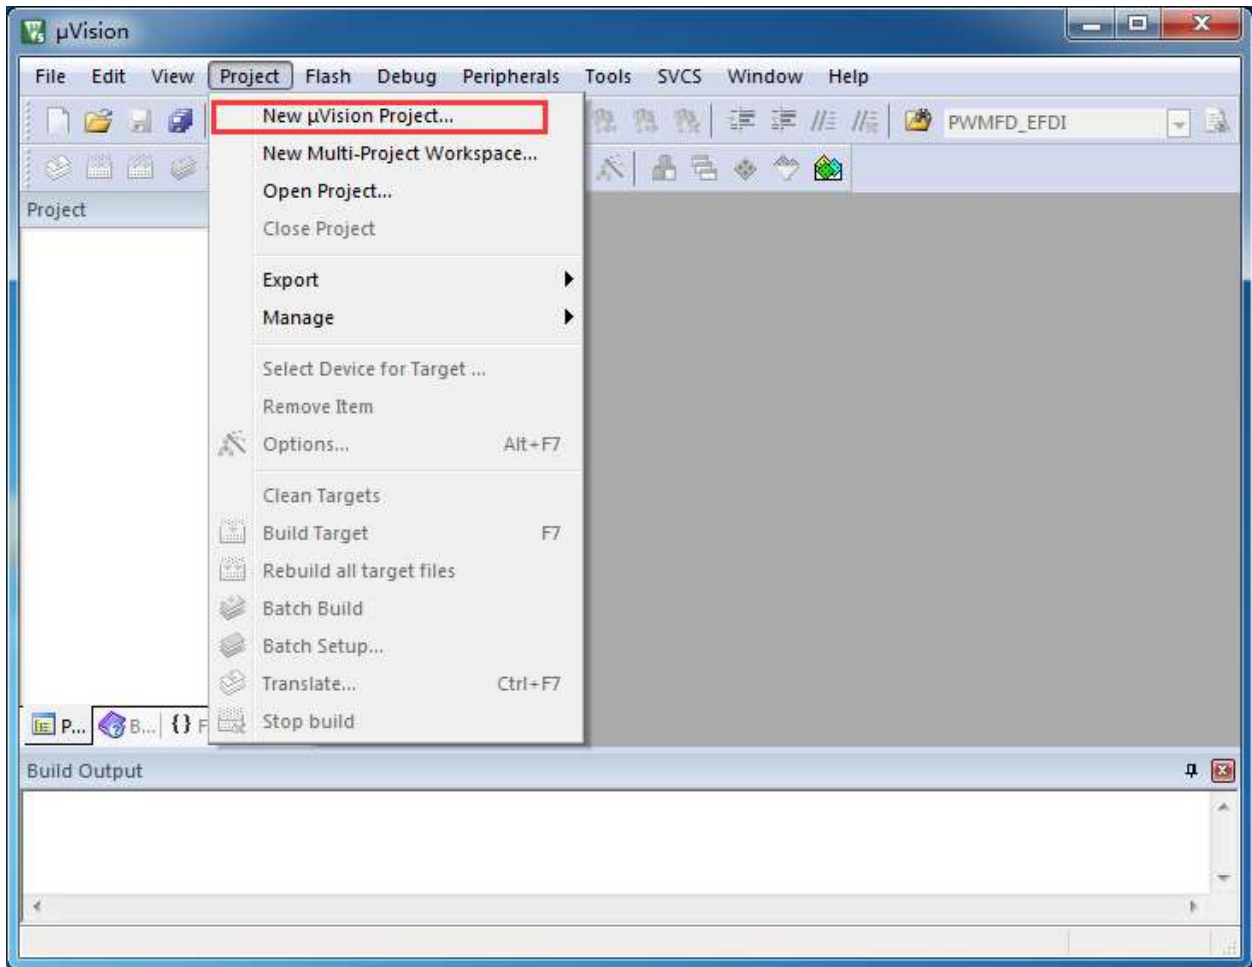 µVision
File Edit View Project Flash Debug Peripherals Tools SVCS Window Help
New µVision Project...
PWMFD_EFDI
New Multi-Project Workspace...
Open Project...
Project
Close Project
Export
Manage
Select Device for Target ...
Remove Item
Options... Alt+F7
Clean Targets
Build Target F7
Rebuild all target files
Batch Build
Batch Setup...
Translate... Ctrl+F7
P... B... {} F
Stop build
Build Output